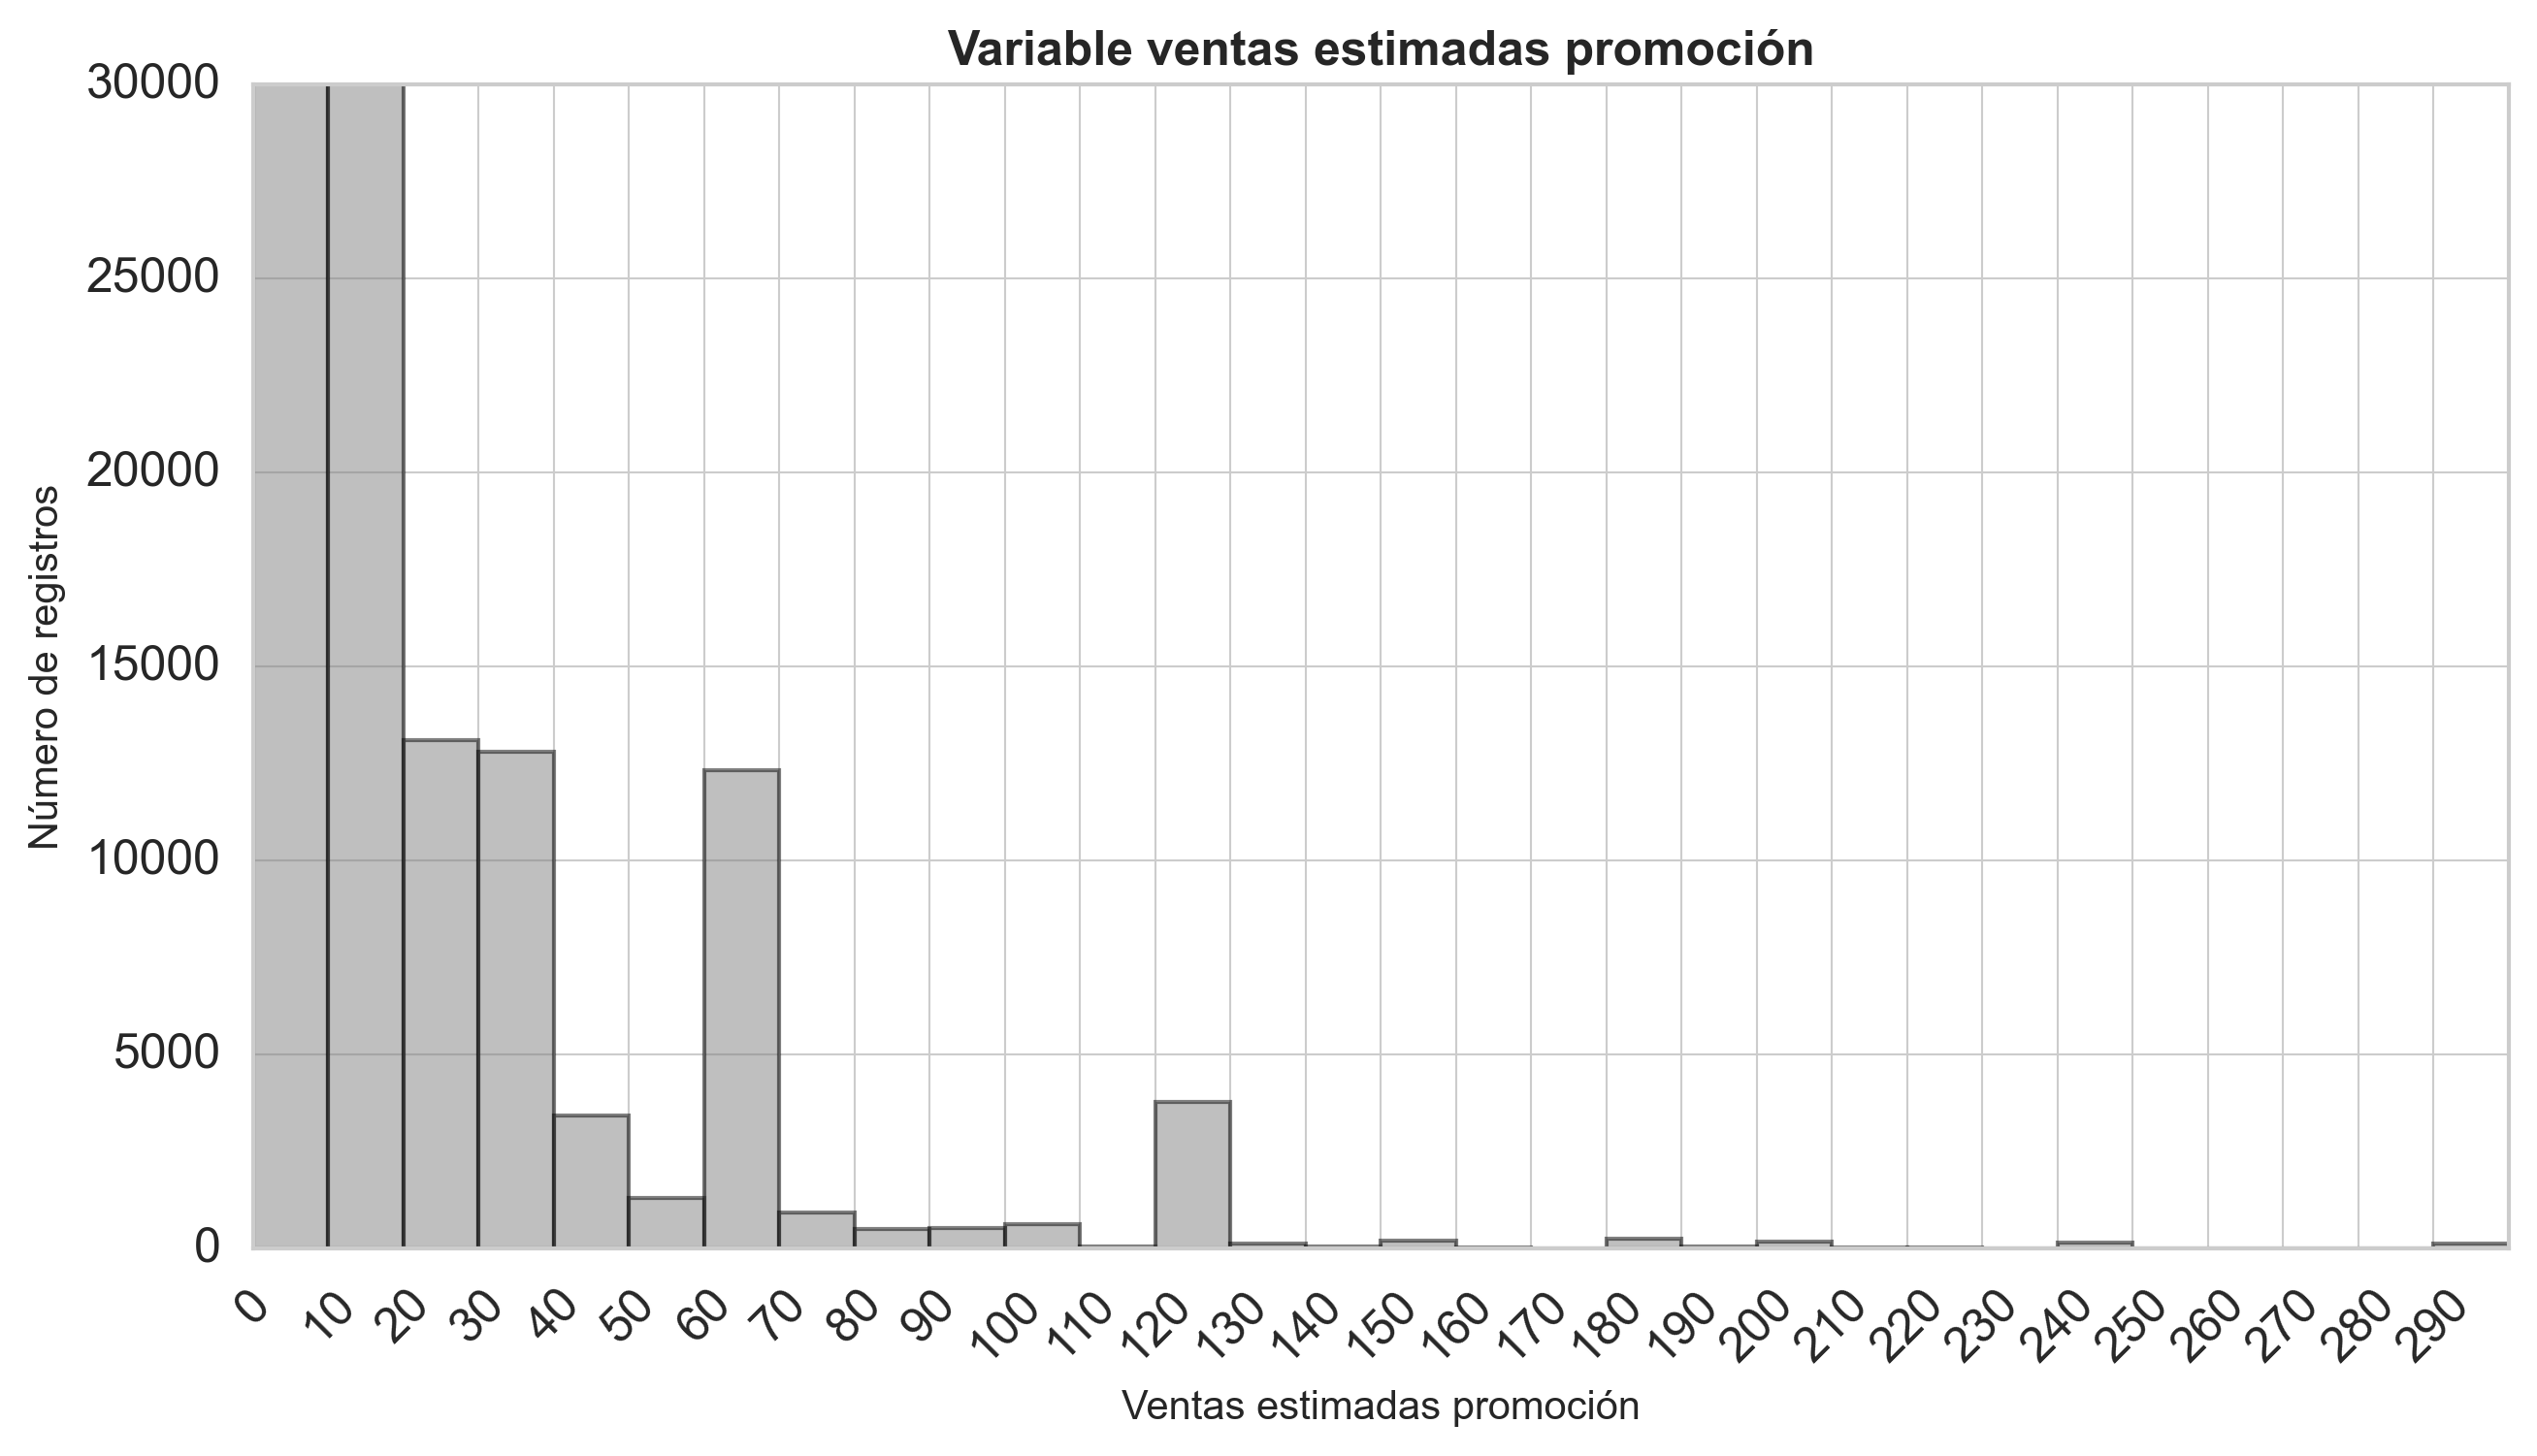 Variable ventas estimadas promoción
30000
25000
20000
15000
10000
5000
0
Número de registros
0 10 20 30 40 50 60 70 80 90 100 110 120 130 140 150 160 170 180 190 200 210 220 230 240 250 260 270 280 290
Ventas estimadas promoción